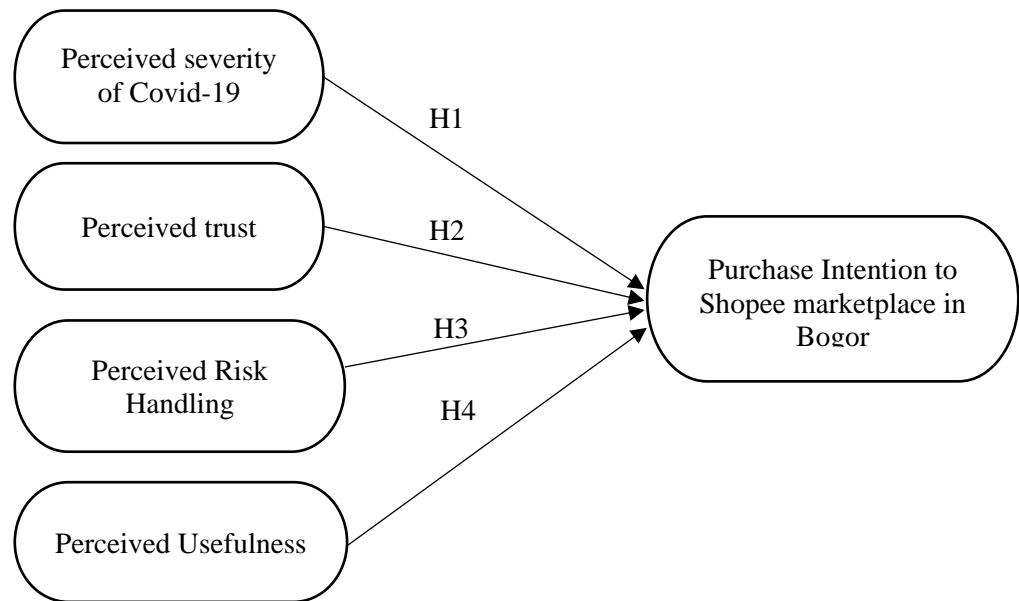 Perceived severity
of Covid-19
H1
Perceived trust
H2
Purchase Intention to
Shopee marketplace in
Bogor
H3
Perceived Risk
Handling
H4
Perceived Usefulness